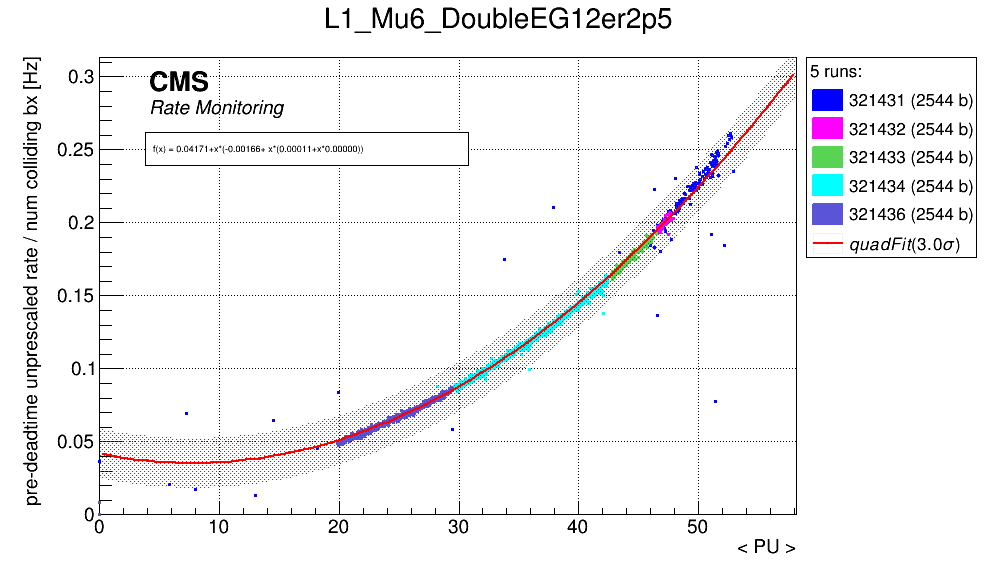 L1_Mu6_DoubleEG12er2p5
pre-deadtime unprescaled rate / num colliding bx [Hz]
0.3
0.25
0.2
0.15
0.1
0.05
0
CMS
Rate Monitoring
f(x) = 0.04171+x*(-0.00166+ x*(0.00011+x*0.00000))
0 10 20 30 40 50
< PU >
5 runs:
321431 (2544 b)
321432 (2544 b)
321433 (2544 b)
321434 (2544 b)
321436 (2544 b)
quadFit(3.0σ)